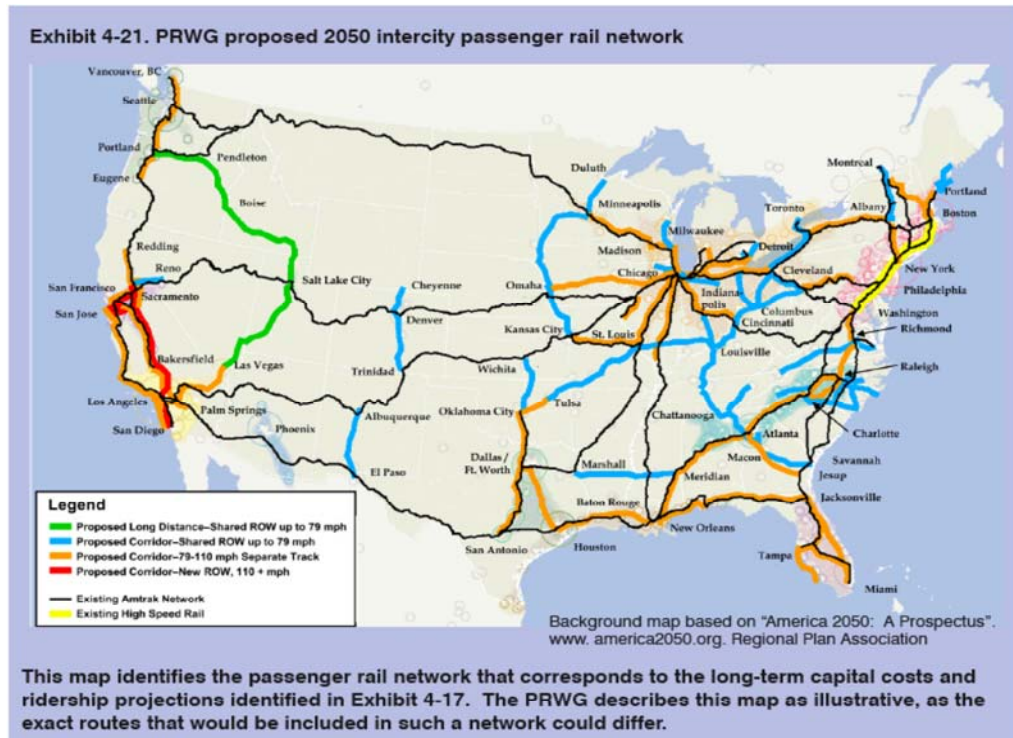 Exhibit 4-21. PRWG proposed 2050 intercity passenger rail network
Vancouver, BC
Seattle
Portland
Pendleton
Eugene
Boise
Redding
Reno
San Francisco
Sacramento
San Jose
Salt Lake City
Bakersfield
Las Vegas
Los Angeles
Palm Springs
San Diego
Phoenix
Cheyenne
Denver
Trinidad
Albuquerque
El Paso
Duluth
Minneapolis
Milwaukee
Madison
Chicago
Omaha
Kansas City
St. Louis
Wichita
Oklahoma City
Tulsa
Dallas /
Ft. Worth
Marshall
San Antonio
Houston
Baton Rouge
New Orleans
Meridian
Montreal
Portland
Toronto
Albany
Boston
Detroit
Cleveland
New York
Indiana-
polis
Philadelphia
Columbus
Washington
Cincinnati
Richmond
Louisville
Raleigh
Chattanooga
Atlanta
Charlotte
Macon
Savannah
Jesup
Jacksonville
Tampa
Miami
Legend
Proposed Long Distance–Shared ROW up to 79 mph
Proposed Corridor–Shared ROW up to 79 mph
Proposed Corridor–79-110 mph Separate Track
Proposed Corridor–New ROW, 110 + mph
Existing Amtrak Network
Existing High Speed Rail
Background map based on “America 2050: A Prospectus”.
www. america2050.org. Regional Plan Association
This map identifies the passenger rail network that corresponds to the long-term capital costs and
ridership projections identified in Exhibit 4-17. The PRWG describes this map as illustrative, as the
exact routes that would be included in such a network could differ.